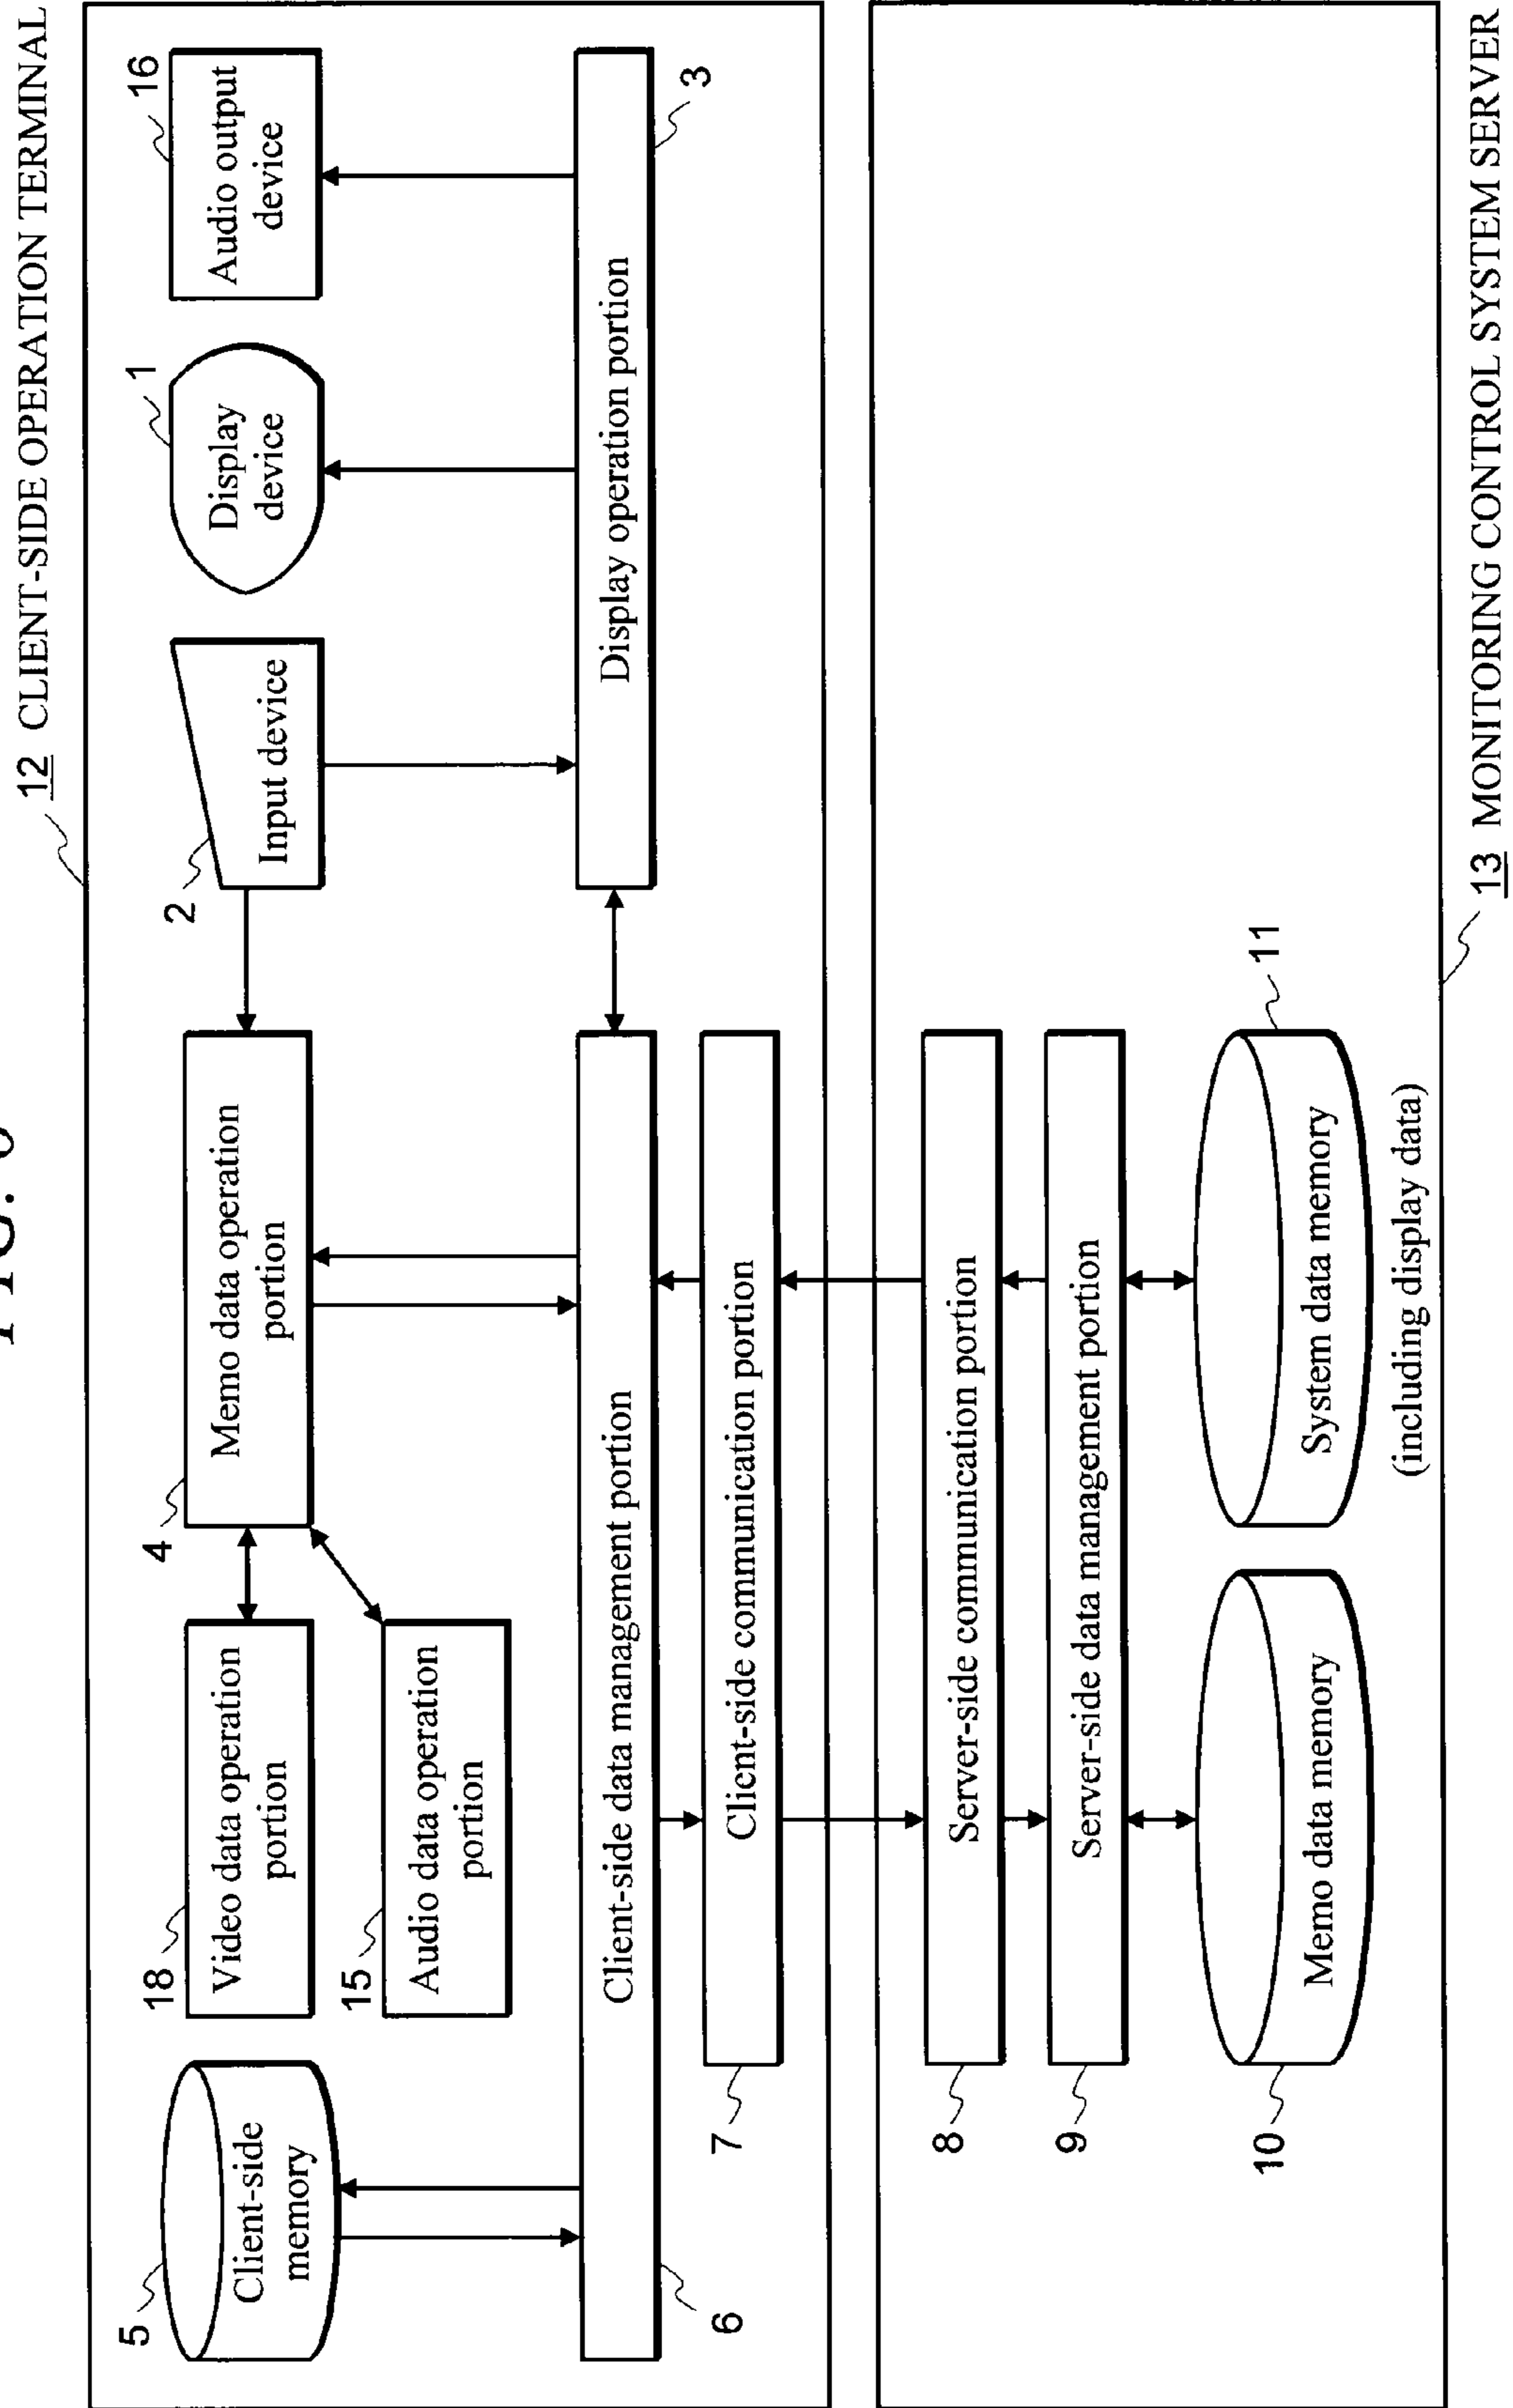 FIG.
12 CLIENT-SIDE OPERATION TERMINAL
5
Client-side
memory
18
Video data operation
portion
15
Audio data operation
portion
4
Memo data operation
portion
2
Input device
1
Display
device
16
Audio output
device
6
Client-side data management portion
Display operation portion
3
7
Client-side communication portion
8
Server-side communication portion
9
Server-side data management portion
10
Memo data memory
11
System data memory
(including display data)
13 MONITORING CONTROL SYSTEM SERVER